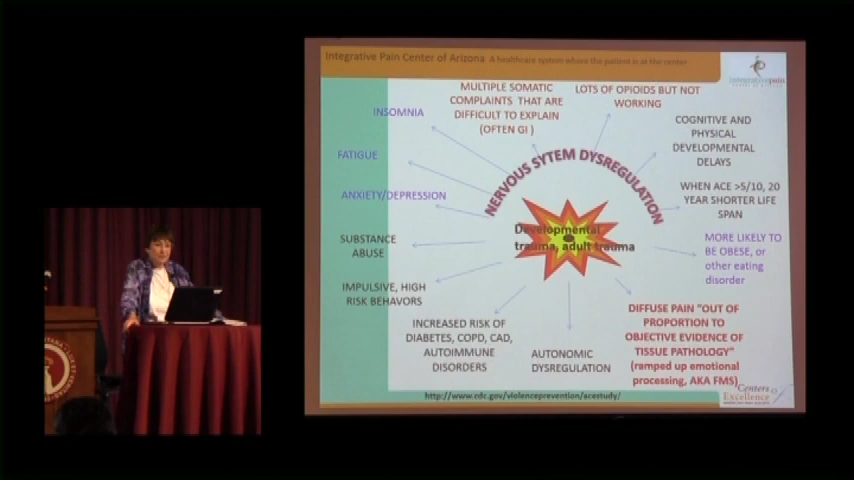 Integrative Pain Center of Arizona A healthcare system where the patient is at the center
integrativepain
INSOMNIA
MULTIPLE SOMATIC
COMPLAINTS THAT ARE
DIFFICULT TO EXPLAIN
(OFTEN GI )
LOTS OF OPIOIDS BUT NOT
WORKING
COGNITIVE AND
PHYSICAL
DEVELOPMENTAL
DELAYS
FATIGUE
NERVOUS SYTEM DYSREGULATION
ANXIETY/DEPRESSION
WHEN ACE >5/10, 20
YEAR SHORTER LIFE
SPAN
Developmental
trauma, adult trauma
SUBSTANCE
ABUSE
MORE LIKELY TO
BE OBESE, or
other eating
disorder
IMPULSIVE, HIGH
RISK BEHAVORS
INCREASED RISK OF
DIABETES, COPD, CAD,
AUTOIMMUNE
DISORDERS
AUTONOMIC
DYSREGULATION
DIFFUSE PAIN "OUT OF
PROPORTION TO
OBJECTIVE EVIDENCE OF
TISSUE PATHOLOGY"
(ramped up emotional
processing, AKA FMS)
Centers of
Excellence
http://www.cdc.gov/violenceprevention/acestudy/